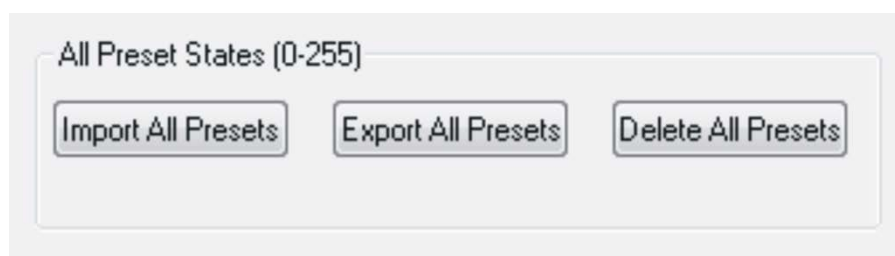 All Preset States (0-255)
Import All Presets Export All Presets Delete All Presets